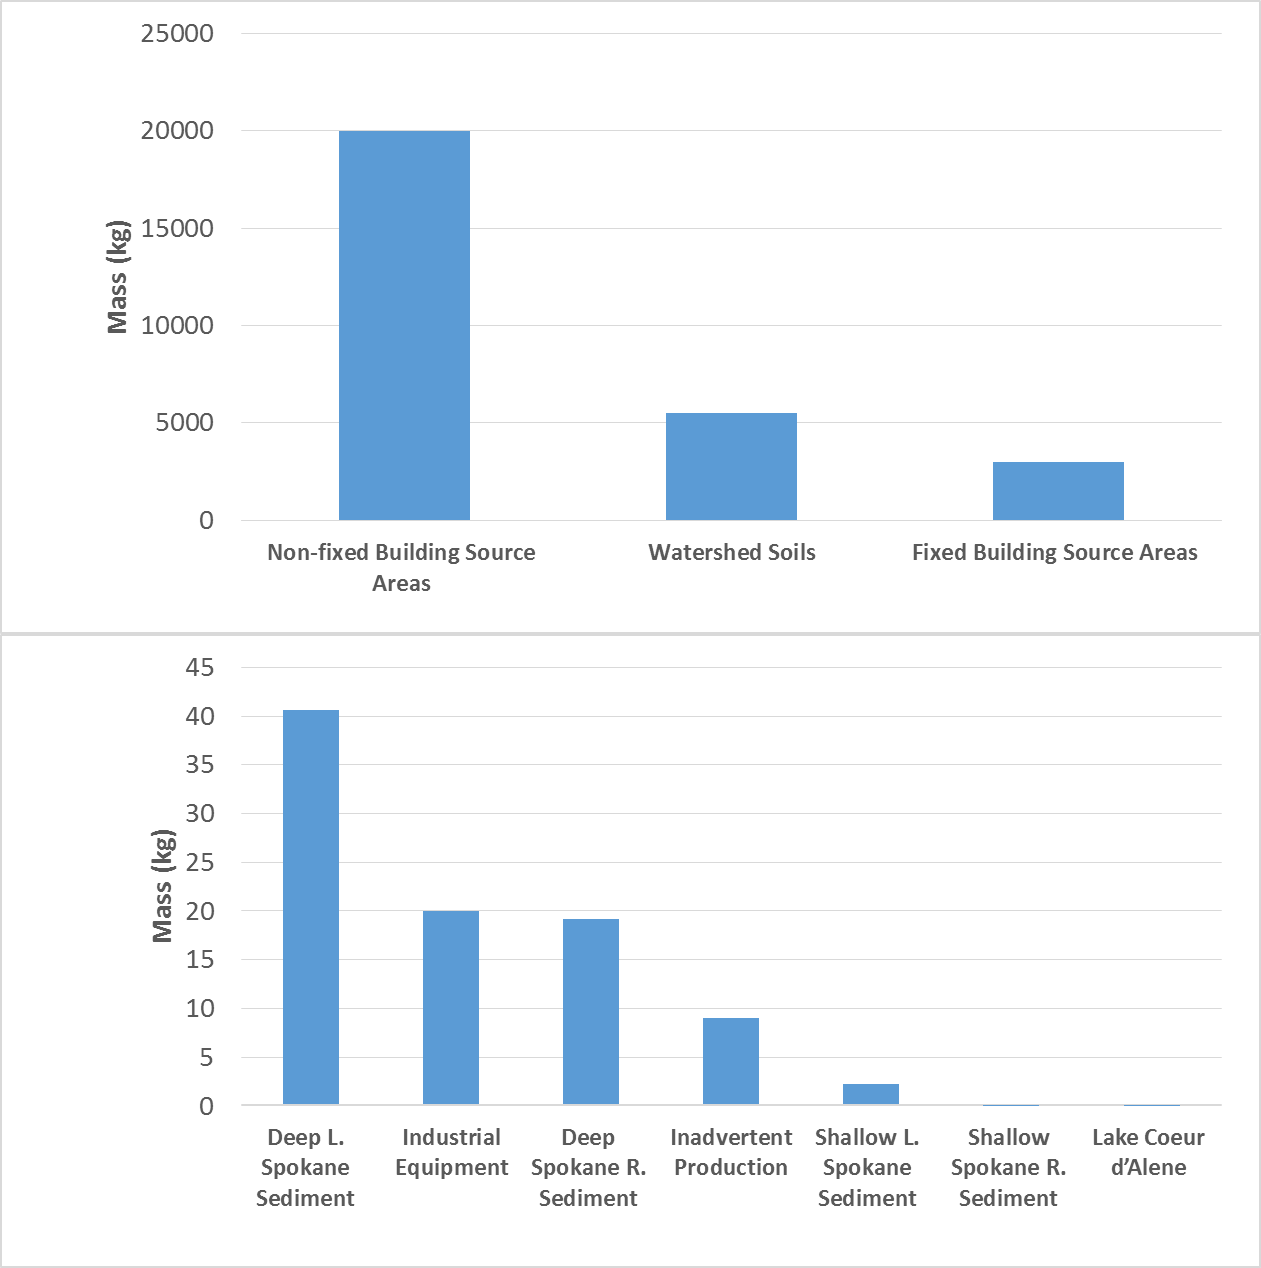 25000
20000
15000
10000
5000
0
Mass (kg)
Non-fixed Building Source
Areas
Watershed Soils
Fixed Building Source Areas
45
40
35
30
25
20
15
10
5
0
Mass (kg)
Deep L.
Spokane
Sediment
Industrial
Equipment
Deep
Spokane R.
Sediment
Inadvertent
Production
Shallow L.
Spokane
Sediment
Shallow
Spokane R.
Sediment
Lake Coeur
d’Alene